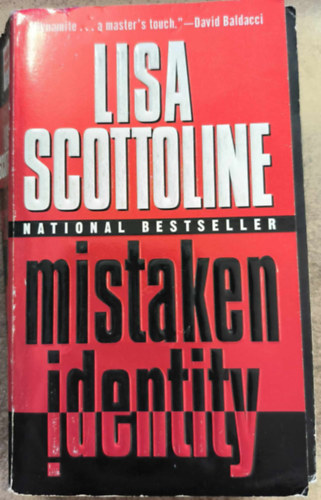 . . . a master's touch."—David Baldacci
LISA
SCOTTOLINE
NATIONAL BESTSELLER
mistaken
identity